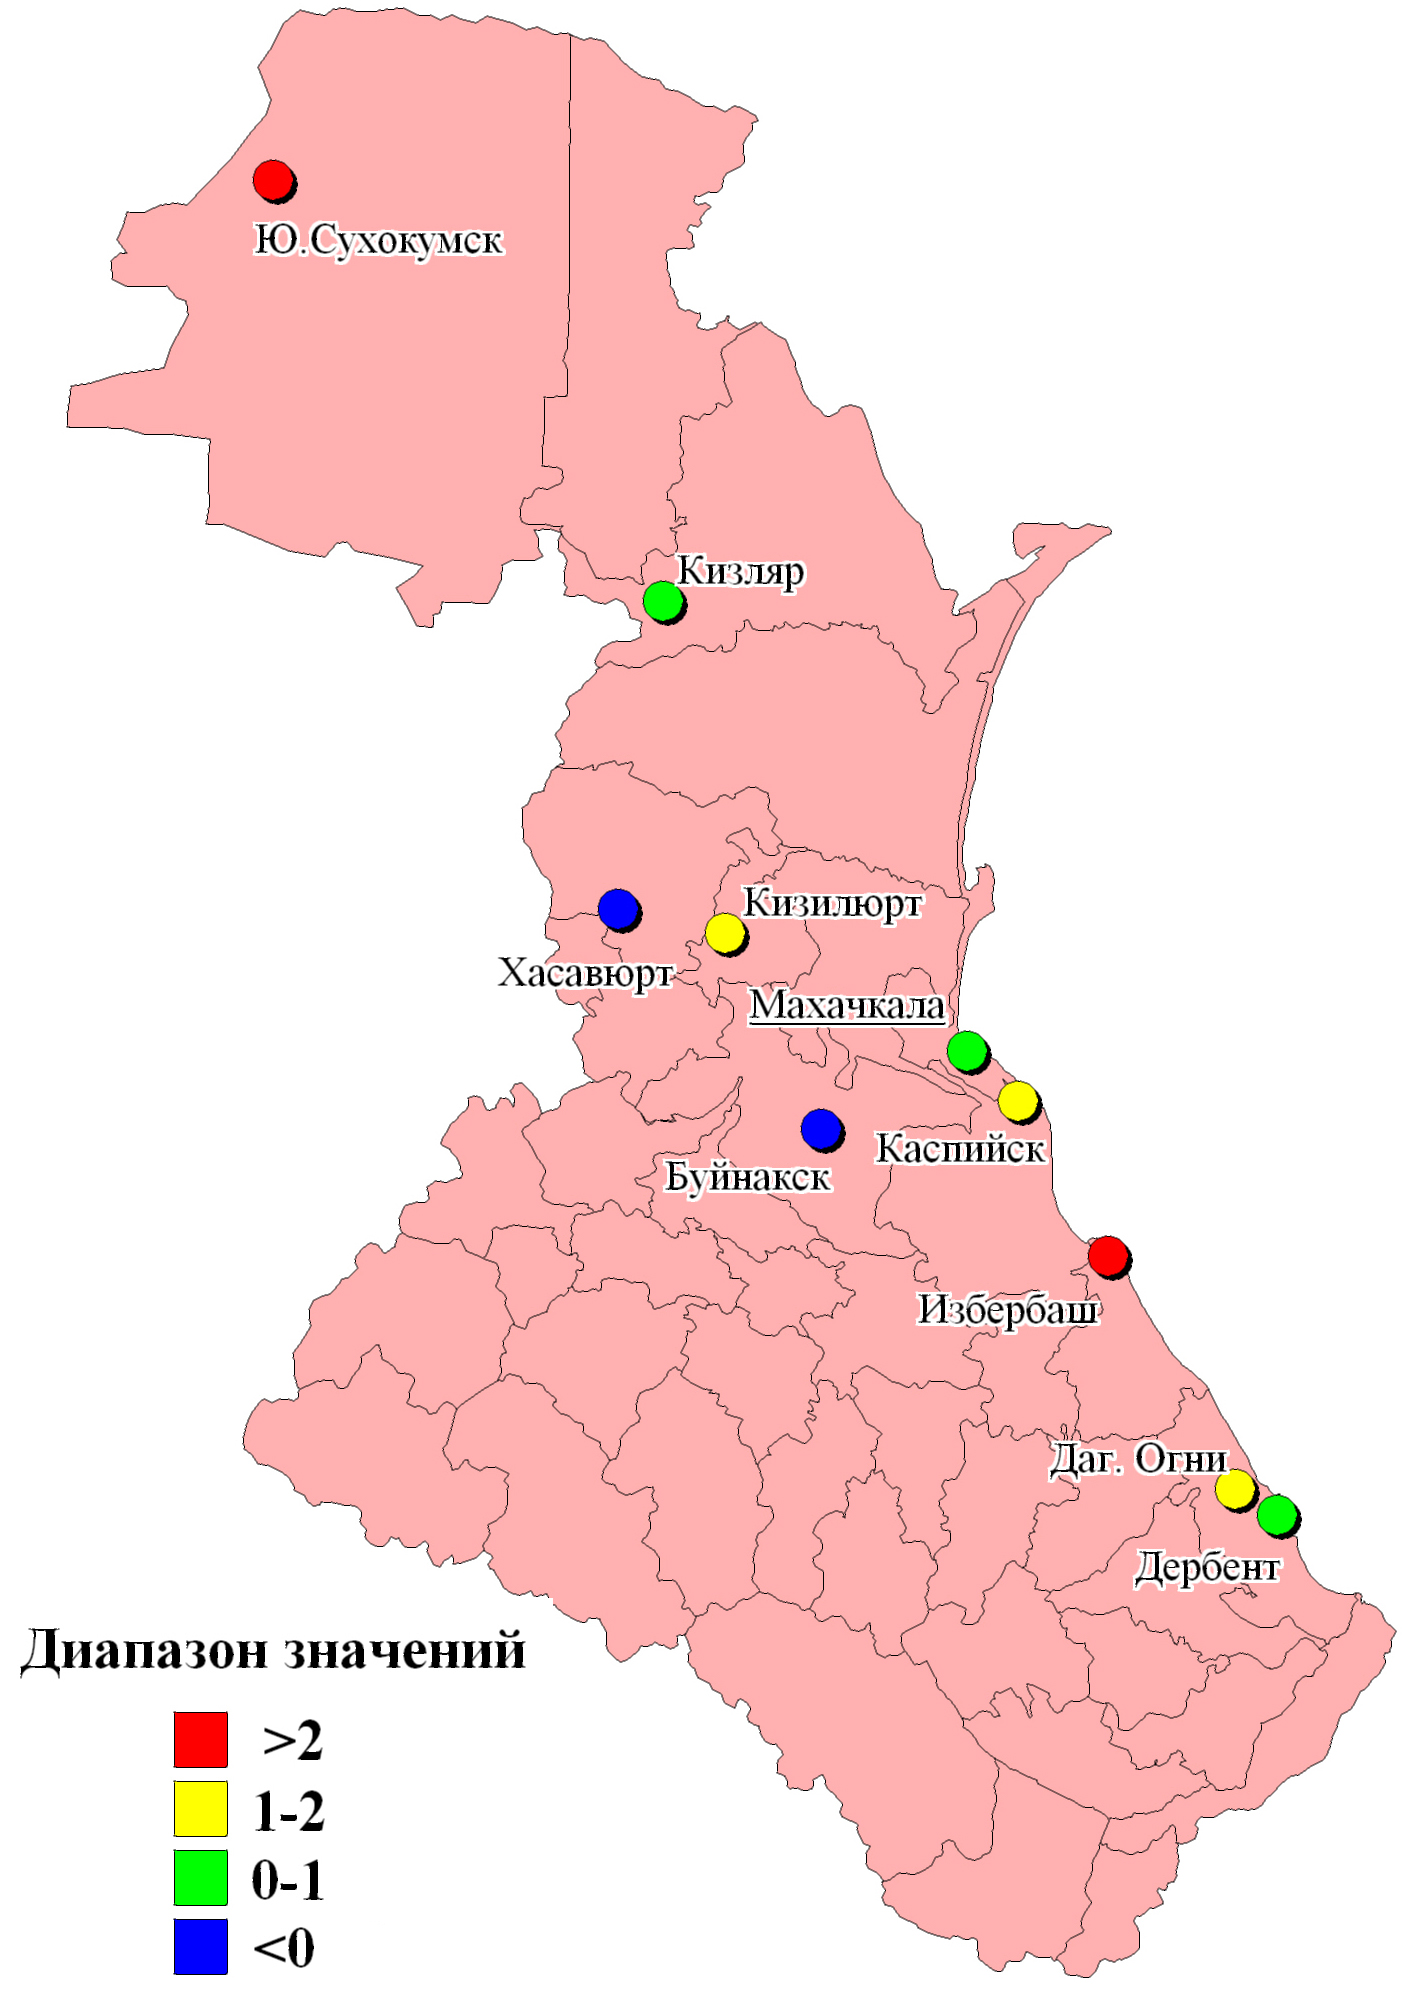 Ю.Сухокумск
Кизляр
Кизилюрт
Хасавюрт
Махачкала
Каспийск
Буйнакск
Избербаш
Даг. Огни
Дербент
Диапазон значений
>2
1-2
0-1
<0